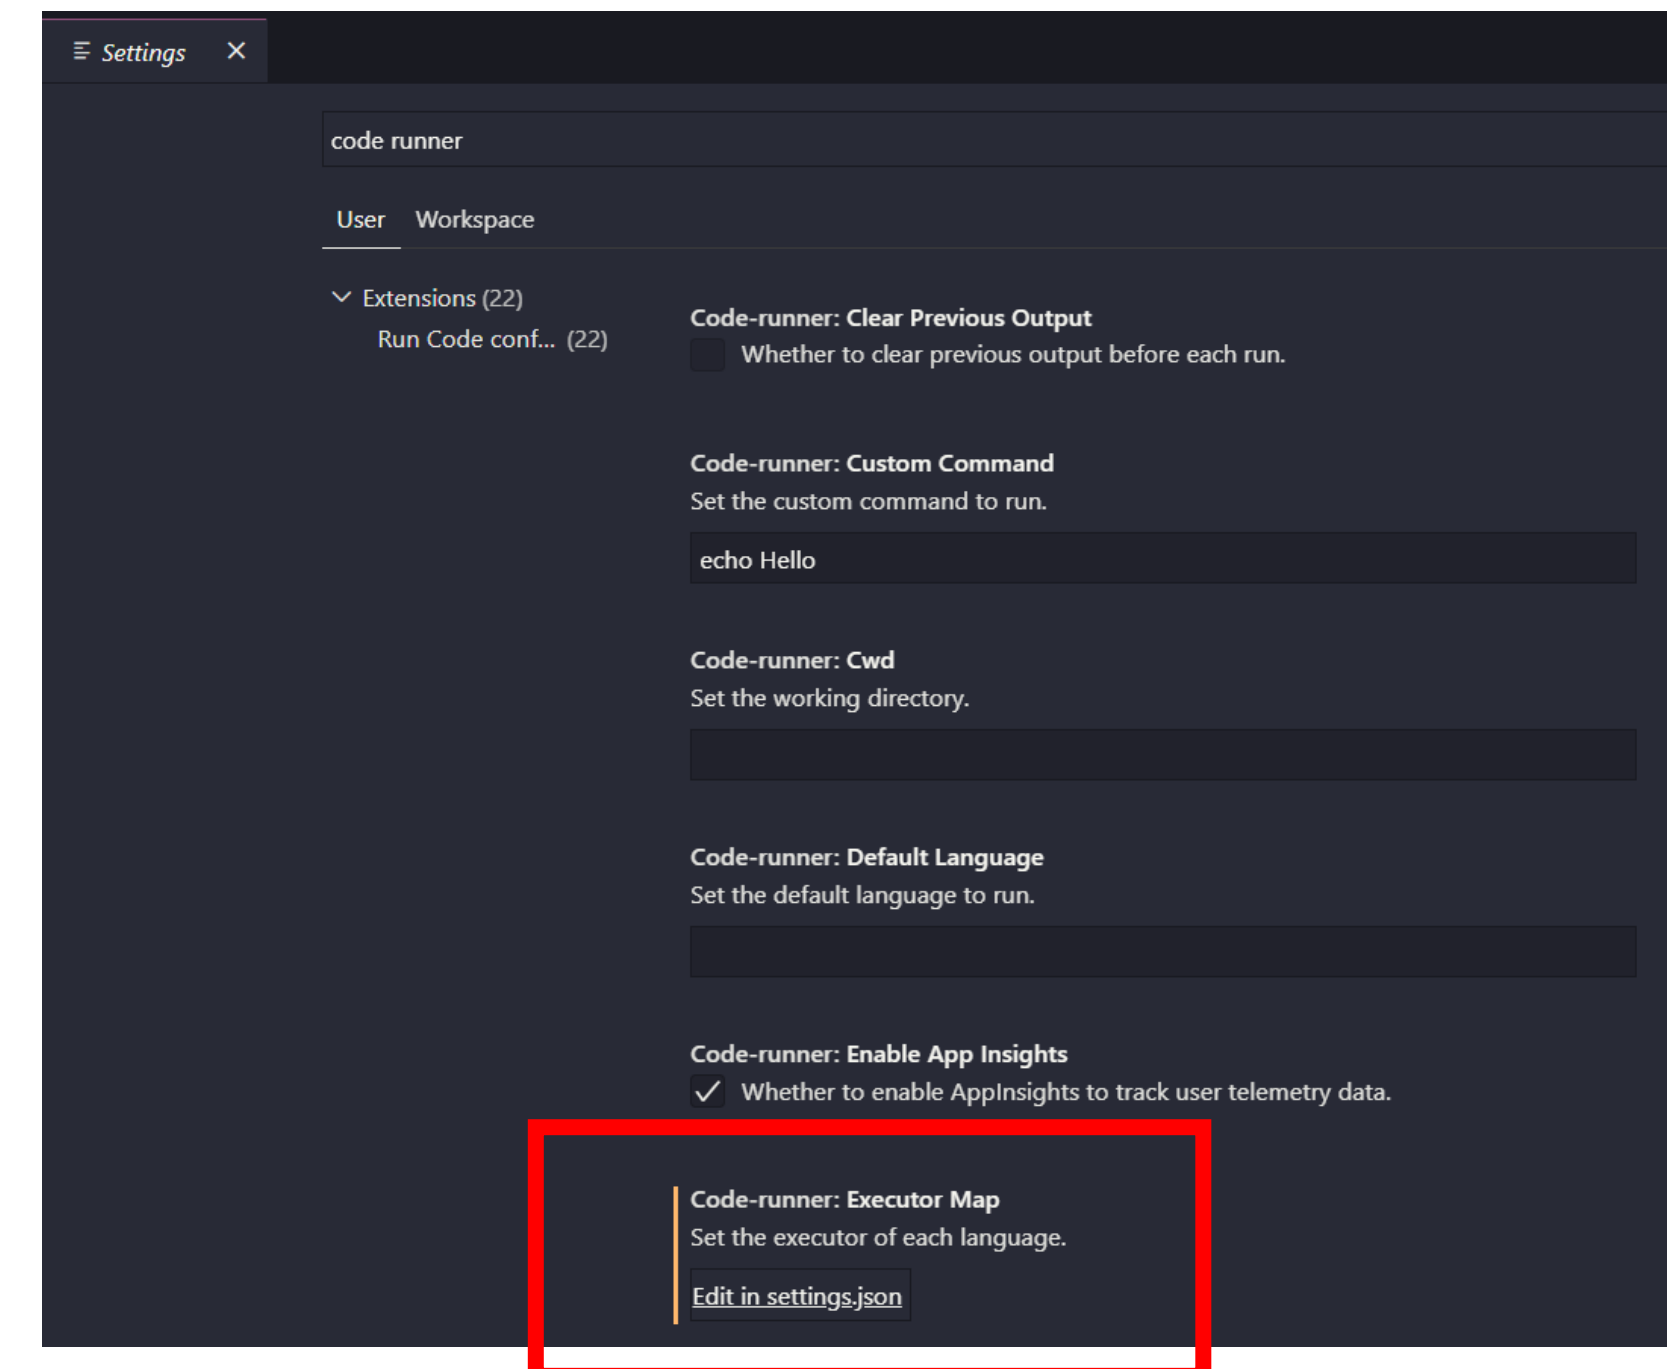 Settings
code runner
User Workspace
Extensions (22)
Run Code conf... (22)
Code-runner: Clear Previous Output
Whether to clear previous output before each run.
Code-runner: Custom Command
Set the custom command to run.
echo Hello
Code-runner: Cwd
Set the working directory.
Code-runner: Default Language
Set the default language to run.
Code-runner: Enable App Insights
Whether to enable AppInsights to track user telemetry data.
Code-runner: Executor Map
Set the executor of each language.
Edit in settings.json